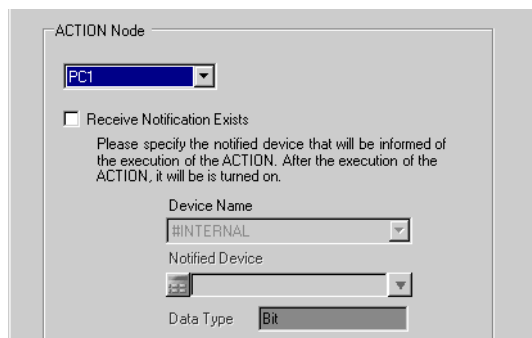 ACTION Node
PC1
Receive Notification Exists
Please specify the notified device that will be informed of
the execution of the ACTION. After the execution of the
ACTION, it will be is turned on.
Device Name
#INTERNAL
Notified Device
Data Type Bit